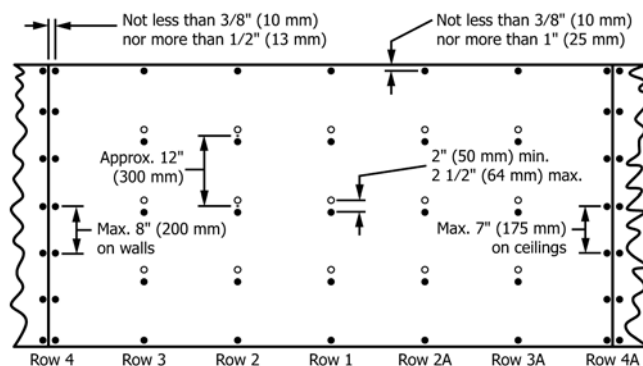 Not less than 3/8" (10 mm)
nor more than 1/2" (13 mm)
Not less than 3/8" (10 mm)
nor more than 1" (25 mm)
Approx. 12"
(300 mm)
2" (50 mm) min.
2 1/2" (64 mm) max.
Max. 8" (200 mm)
on walls
Max. 7" (175 mm)
on ceilings
Row 4 Row 3 Row 2 Row 1 Row 2A Row 3A Row 4A